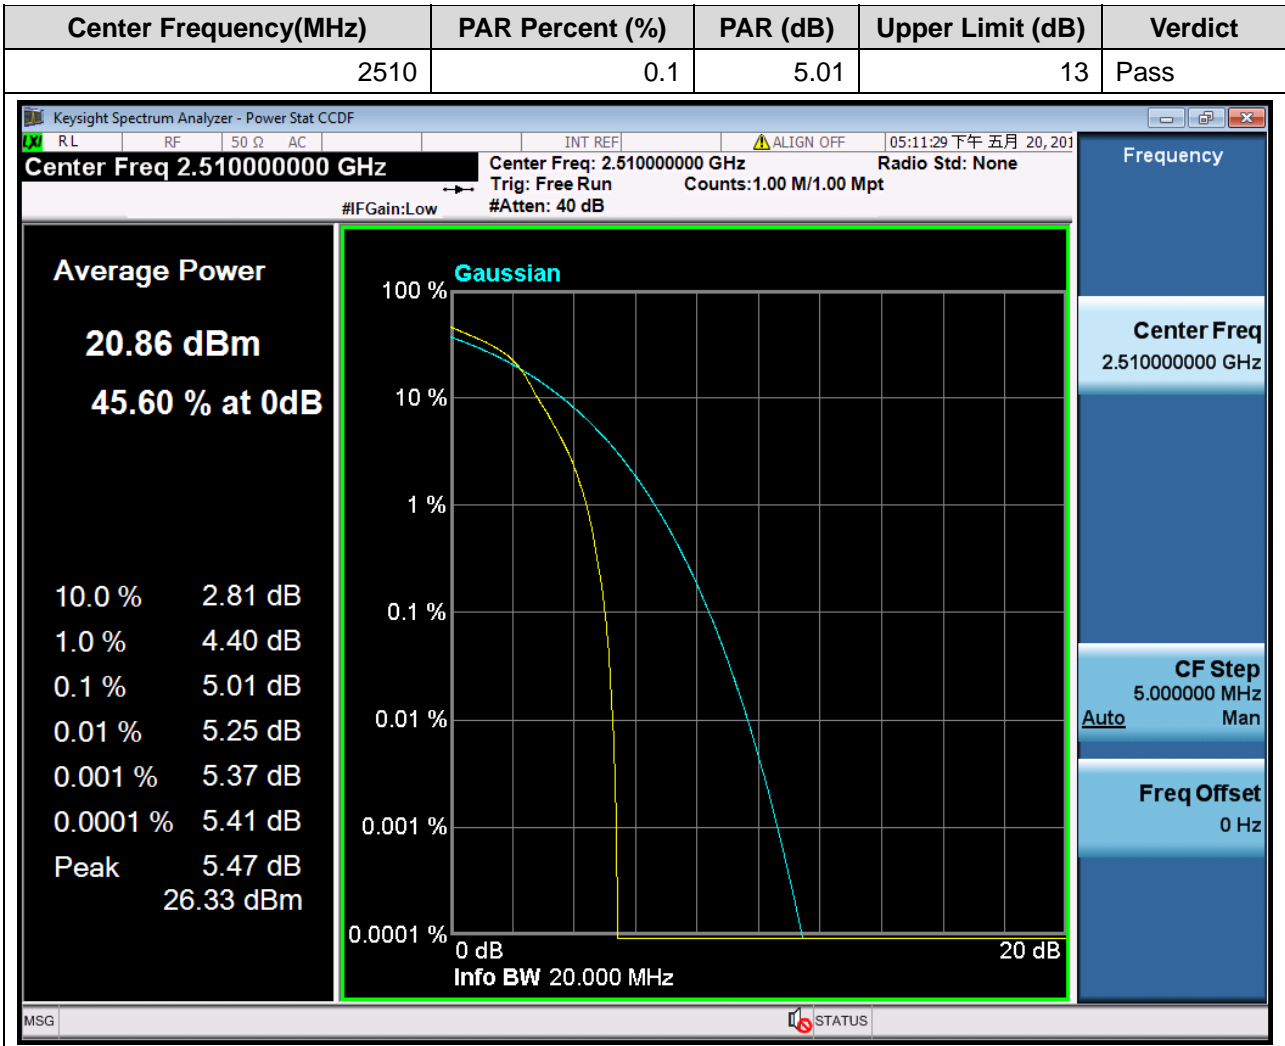 Center Frequency(MHz) PAR Percent (%) PAR (dB) Upper Limit (dB) Verdict
2510 0.1 5.01 13 Pass
Keysight Spectrum Analyzer - Power Stat CCDF
LXI RL RF 50 Ω AC INT REF ALIGN OFF 05:11:29 下午 五月 20, 201
Center Freq 2.510000000 GHz
Center Freq: 2.510000000 GHz Radio Std: None
Trig: Free Run Counts:1.00 M/1.00 Mpt
#IFGain:Low #Atten: 40 dB
Frequency
Average Power
20.86 dBm
45.60 % at 0dB
10.0 % 2.81 dB
1.0 % 4.40 dB
0.1 % 5.01 dB
0.01 % 5.25 dB
0.001 % 5.37 dB
0.0001 % 5.41 dB
Peak 5.47 dB
26.33 dBm
Gaussian
100 %
10 %
1 %
0.1 %
0.01 %
0.001 %
0.0001 %
0 dB 20 dB
Info BW 20.000 MHz
Center Freq
2.510000000 GHz
CF Step
5.000000 MHz
Auto Man
Freq Offset
0 Hz
MSG STATUS